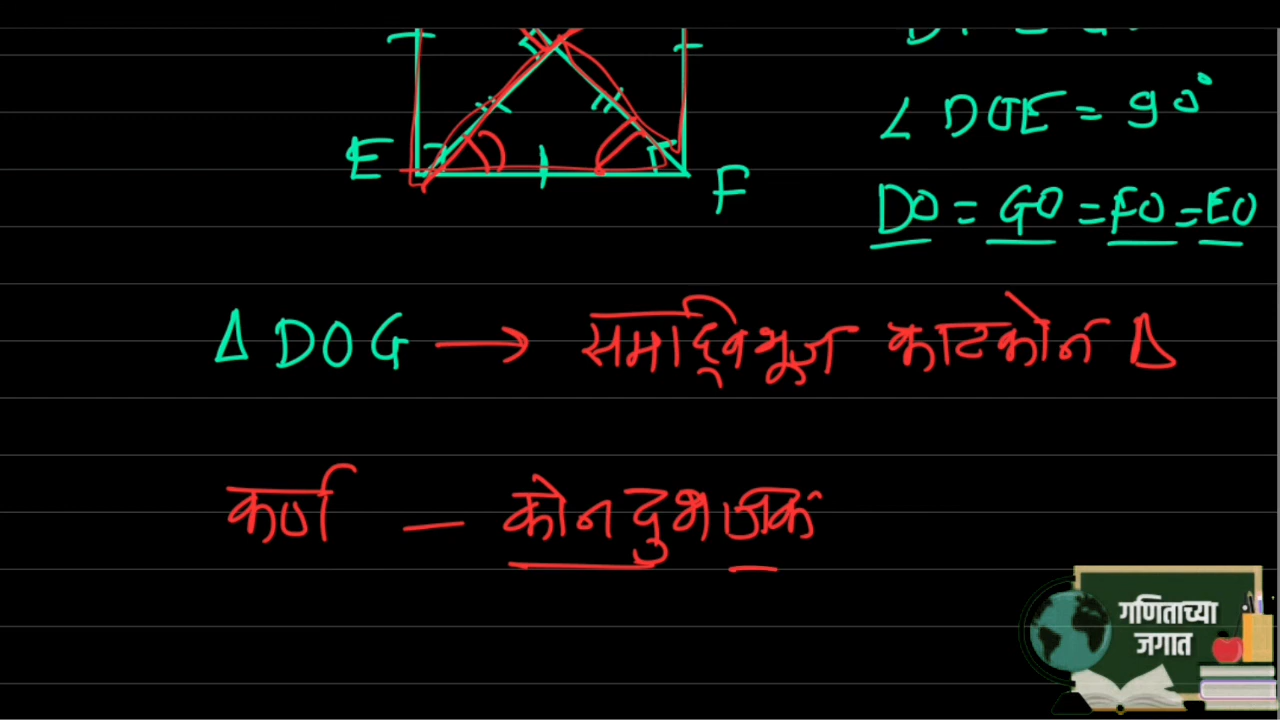 ∠DOE = 90°
E
F
DO = GO = FO = EO
Δ DOG → समद्विभूज काटकोन Δ
कर्ण — कोनदुभाजक
गणिताच्या
जगात